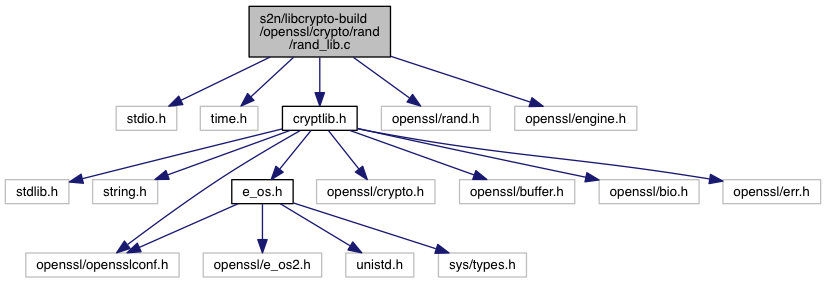 s2n/libcrypto-build
/openssl/crypto/rand
/rand_lib.c
stdio.h
time.h
cryptlib.h
openssl/rand.h
openssl/engine.h
stdlib.h
string.h
e_os.h
openssl/crypto.h
openssl/buffer.h
openssl/bio.h
openssl/err.h
openssl/opensslconf.h
openssl/e_os2.h
unistd.h
sys/types.h